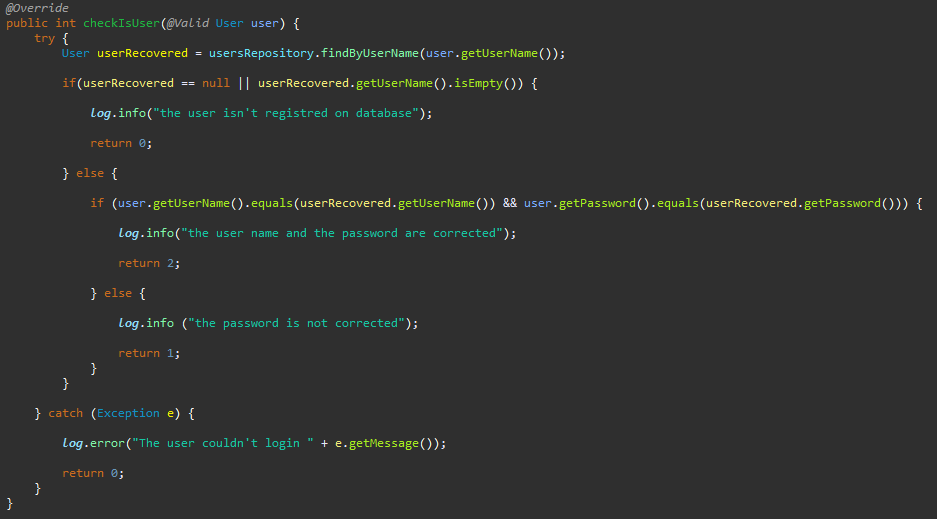 @Override
public int checkIsUser(@Valid User user) {
try {
User userRecovered = usersRepository.findByUserName(user.getUserName());
if(userRecovered == null || userRecovered.getUserName().isEmpty()) {
log.info("the user isn't registred on database");
return 0;
} else {
if (user.getUserName().equals(userRecovered.getUserName()) && user.getPassword().equals(userRecovered.getPassword())) {
log.info("the user name and the password are corrected");
return 2;
} else {
log.info ("the password is not corrected");
return 1;
}
}
} catch (Exception e) {
log.error("The user couldn't login " + e.getMessage());
return 0;
}
}